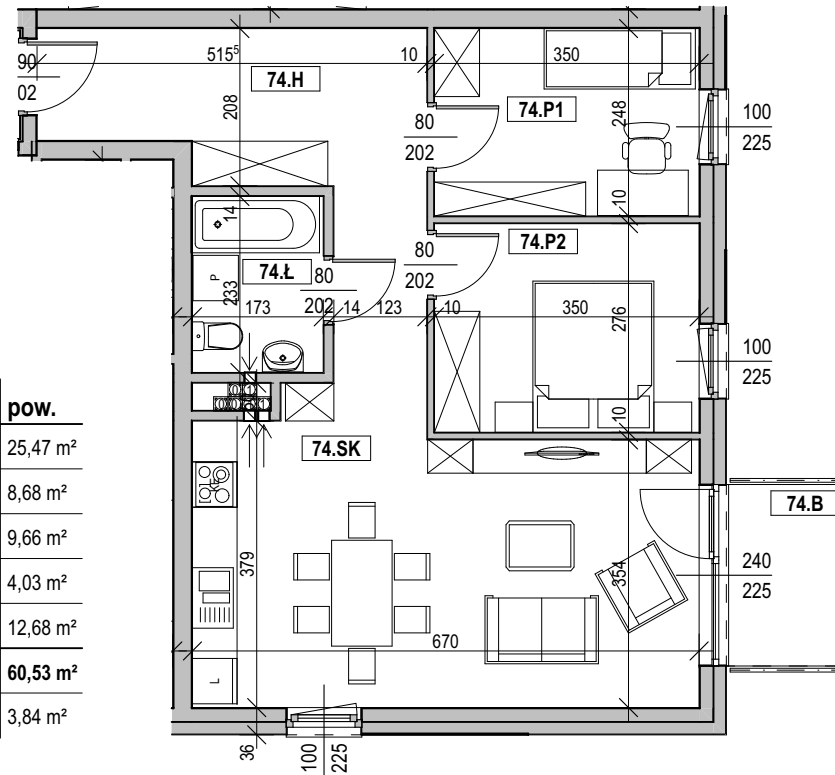 90
02
515⁵
10
350
74.H
208
80
202
74.P1
248
100
225
10
14
74.Ł
P
233
173
80
202
14
123
80
202
10
74.P2
350
276
100
225
10
pow.
25,47 m²
8,68 m²
9,66 m²
4,03 m²
12,68 m²
60,53 m²
3,84 m²
74.SK
379
354
670
L
74.B
240
225
36
100
225